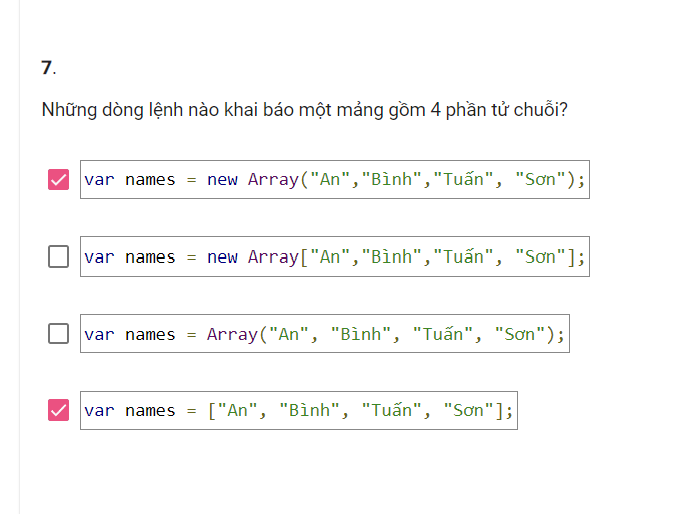 7.
Những dòng lệnh nào khai báo một mảng gồm 4 phần tử chuỗi?
var names = new Array("An","Bình","Tuấn", "Sơn");
var names = new Array["An","Bình","Tuấn", "Sơn"];
var names = Array("An", "Bình", "Tuấn", "Sơn");
var names = ["An", "Bình", "Tuấn", "Sơn"];